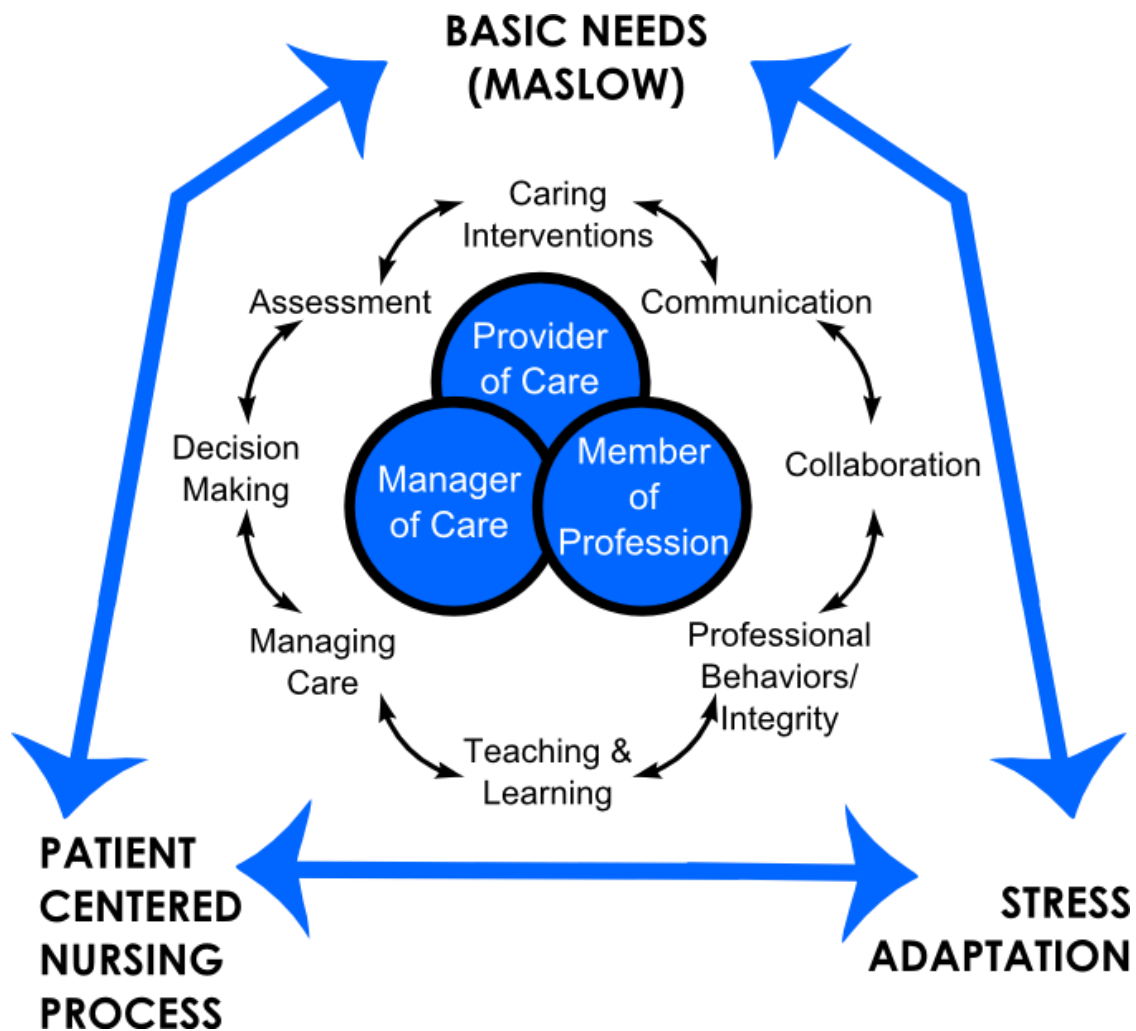 BASIC NEEDS
(MASLOW)
Caring
Interventions
Assessment
Communication
Provider
of Care
Decision
Making
Manager
of Care
Member
of
Profession
Collaboration
Managing
Care
Professional
Behaviors/
Integrity
Teaching &
Learning
PATIENT
CENTERED
NURSING
PROCESS
STRESS
ADAPTATION